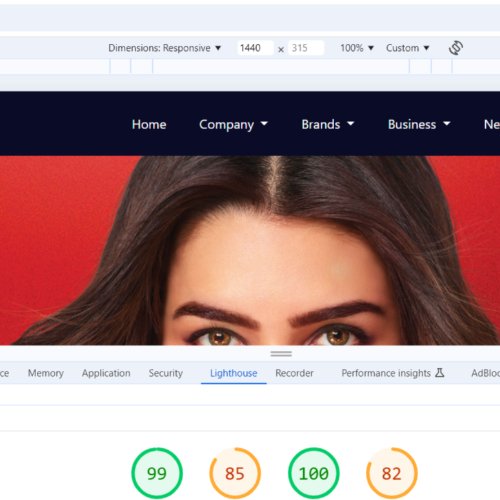 Dimensions: Responsive ▼ 1440 × 315 100% ▼ Custom ▼
Home Company Brands Business Ne
ce Memory Application Security Lighthouse Recorder Performance insights AdBloc
99 85 100 82